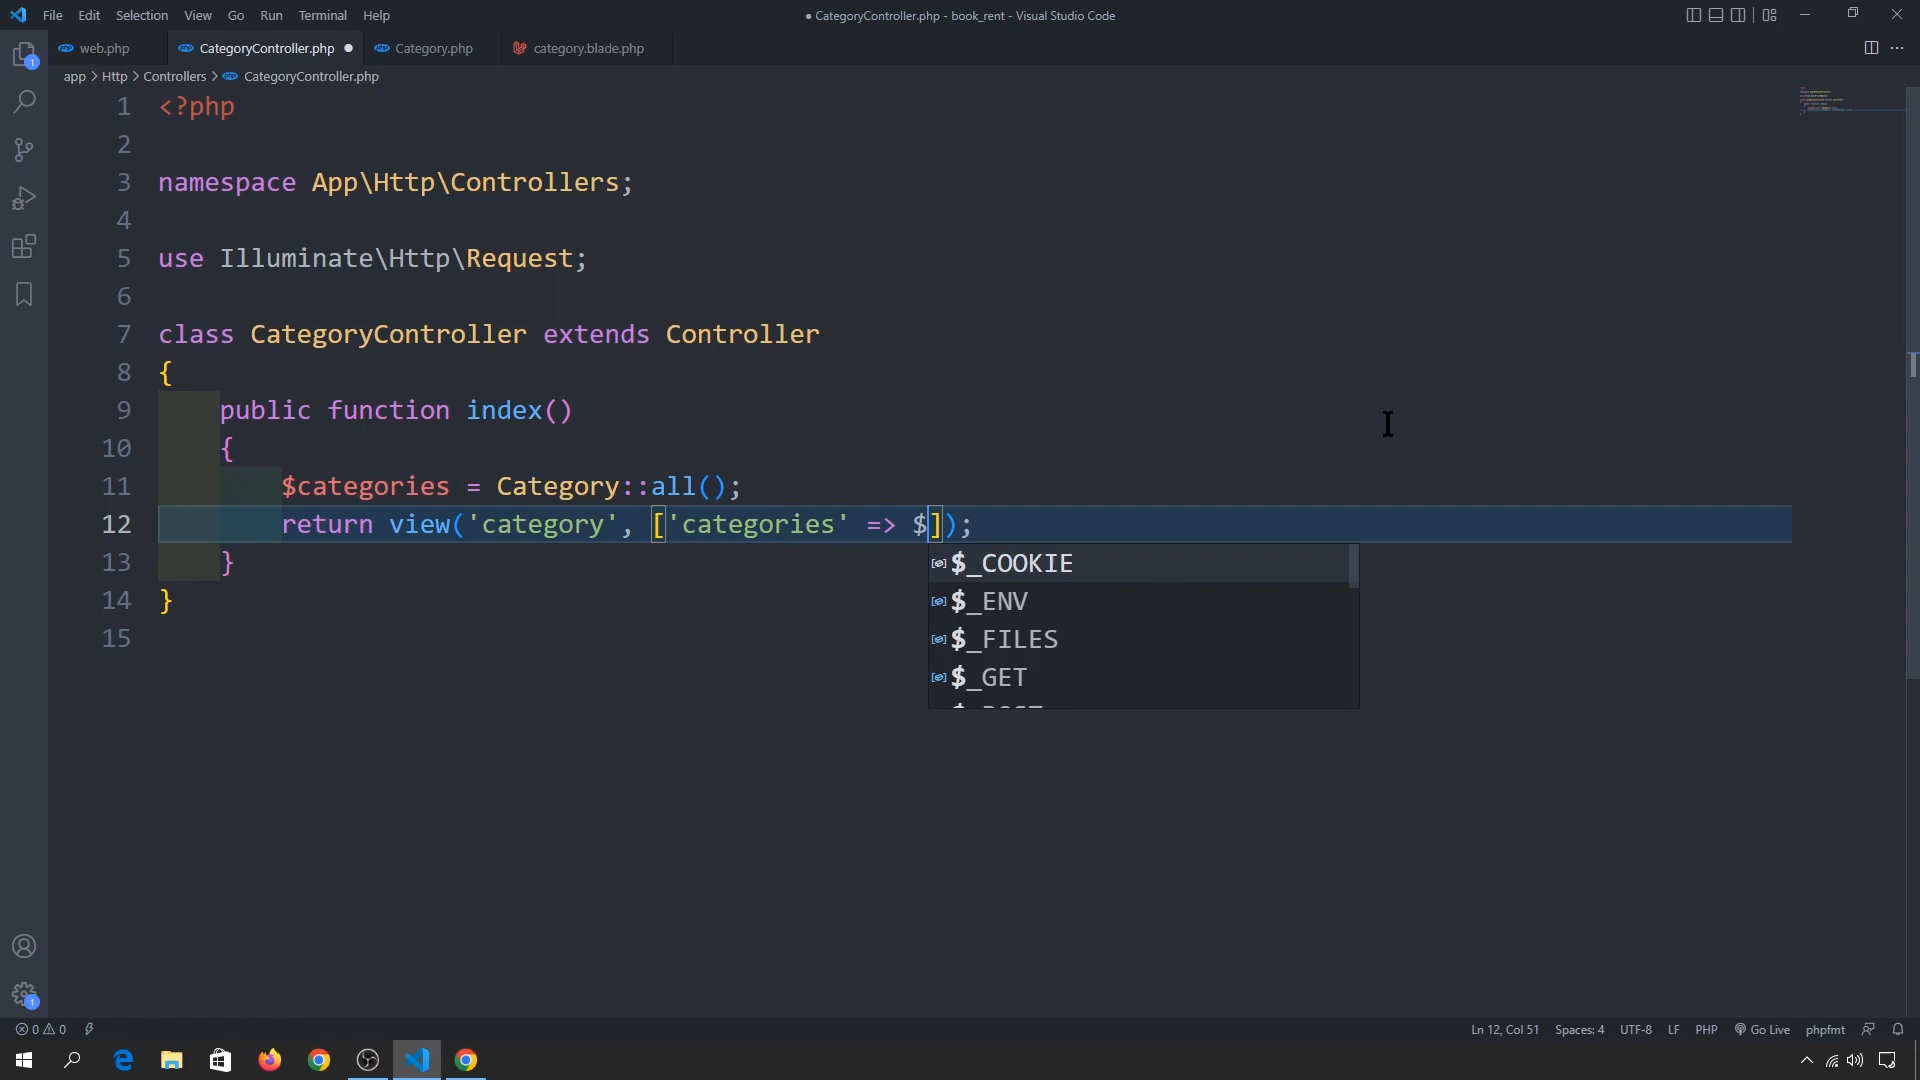 File Edit Selection View Go Run Terminal Help
● CategoryController.php - book_rent - Visual Studio Code
web.php CategoryController.php ● Category.php category.blade.php
app > Http > Controllers > CategoryController.php
1 <?php
2
3 namespace App\Http\Controllers;
4
5 use Illuminate\Http\Request;
6
7 class CategoryController extends Controller
8 {
9 public function index()
10 {
11 $categories = Category::all();
12 return view('category', ['categories' => $]);
13 }
14 }
15
$_COOKIE
$_ENV
$_FILES
$_GET
0 0 Ln 12, Col 51 Spaces: 4 UTF-8 LF PHP Go Live phpfmt